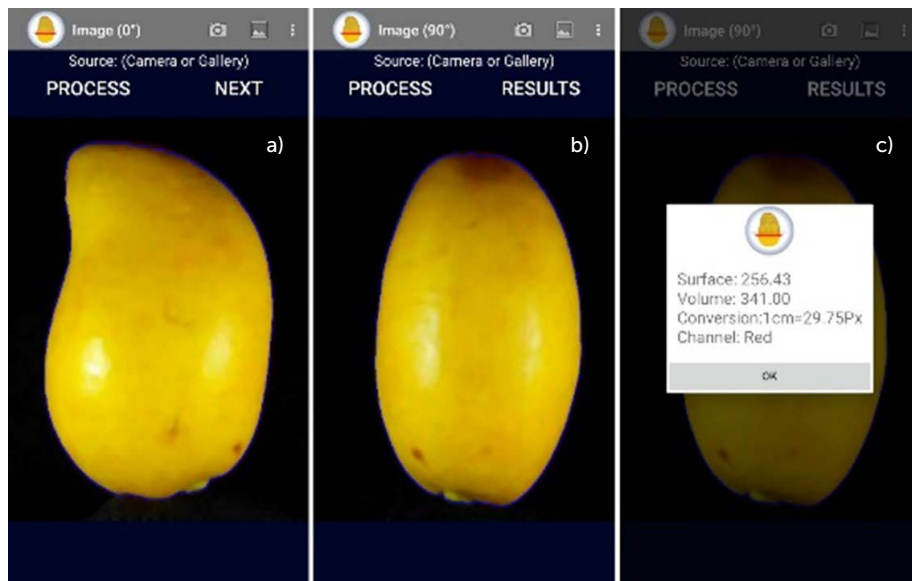 Image (0°)
Source: (Camera or Gallery)
PROCESS NEXT
a)
Image (90°)
Source: (Camera or Gallery)
PROCESS RESULTS
b)
Image (90°)
Source: (Camera or Gallery)
PROCESS RESULTS
c)
Surface: 256.43
Volume: 341.00
Conversion:1cm=29.75Px
Channel: Red
OK